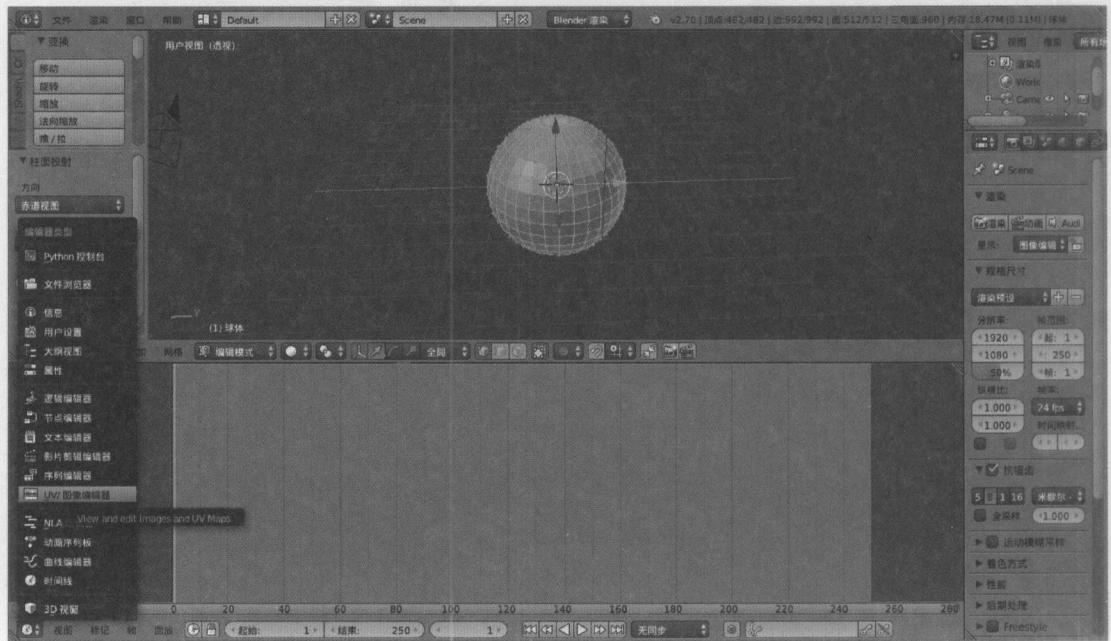 文件 渲染 窗口 帮助 Default Scene Blender 渲染 v2.70 | 顶点:482/482 | 边:992/992 | 面:512/512 | 三角面:960 | 内存:18.47M (0.11M) | 球体
变换
移动
旋转
缩放
法向缩放
推 / 拉
柱面投射
方向
赤道视图
编辑器类型
Python 控制台
文件浏览器
信息
用户设置
大纲视图
属性
逻辑编辑器
节点编辑器
文本编辑器
影片剪辑编辑器
序列编辑器
UV/ 图像编辑器
View and edit images and UV Maps
NLA
动画序列板
曲线编辑器
时间线
3D 视窗
用户视图 (透视)
(1) 球体
网格 编辑模式 全局
0 20 40 60 80 100 120 140 160 180 200 220 240 260 280
视图 标记 帧 回放 起始: 1 结束: 250 1 无同步
视图 搜索
World
Came
Scene
渲染
渲染 动画 Audi
显示: 图像编辑
规格尺寸
渲染预设
分辨率: 帧范围:
1920 起: 1
1080 250
50% 帧: 1
纵横比: 帧率:
1.000 24 fps
1.000 时间映射
抗锯齿
5 8 1 16 米歇尔 -
全采样 1.000
运动模糊采样
着色方式
性能
后期处理
Freestyle